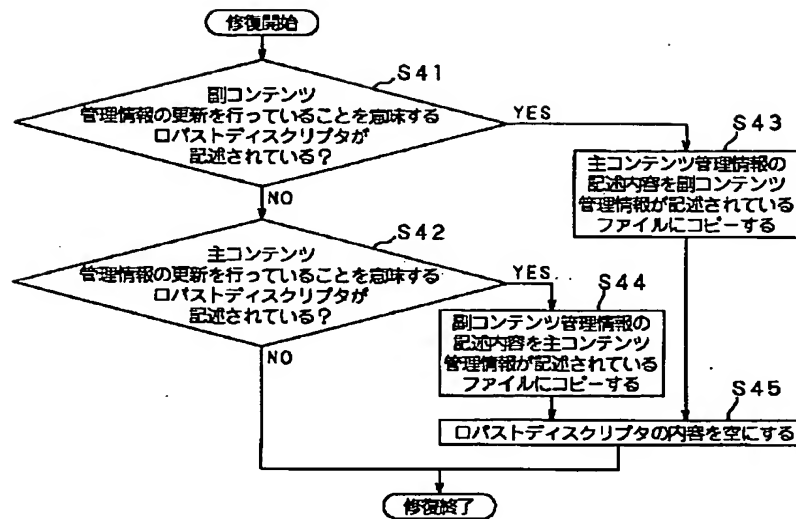 修復開始
S41
副コンテンツ
管理情報の更新を行っていることを意味する
ロバストディスクリプタが
記述されている？
YES
NO
S43
主コンテンツ管理情報の
記述内容を副コンテンツ
管理情報が記述されている
ファイルにコピーする
S42
主コンテンツ
管理情報の更新を行っていることを意味する
ロバストディスクリプタが
記述されている？
YES
NO
S44
副コンテンツ管理情報の
記述内容を主コンテンツ
管理情報が記述されている
ファイルにコピーする
S45
ロバストディスクリプタの内容を空にする
修復終了